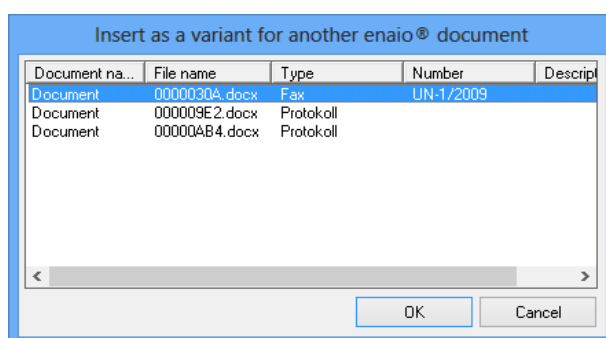 Insert as a variant for another enaio® document
Document na... File name Type Number Descript
Document 0000030A.docx Fax UN-1/2009
Document 000009E2.docx Protokoll
Document 00000AB4.docx Protokoll
OK Cancel